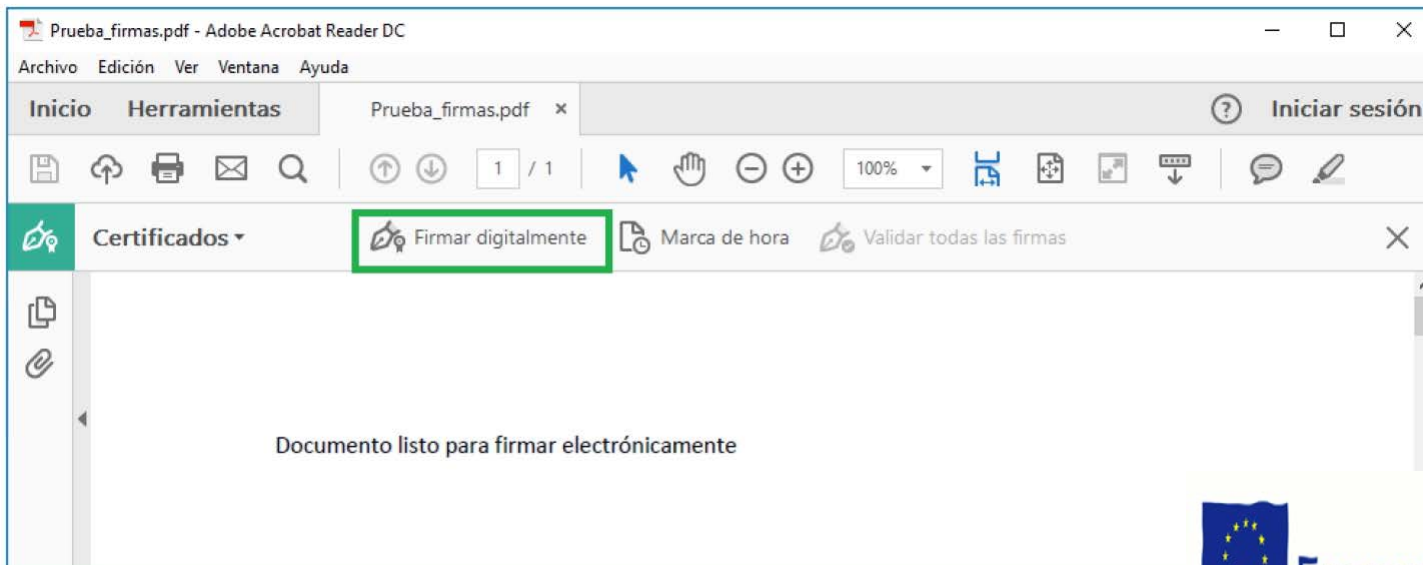 Prueba_firmas.pdf - Adobe Acrobat Reader DC
Archivo Edición Ver Ventana Ayuda
Inicio Herramientas Prueba_firmas.pdf × ? Iniciar sesión
1 / 1 100%
Certificados Firmar digitalmente Marca de hora Validar todas las firmas
Documento listo para firmar electrónicamente